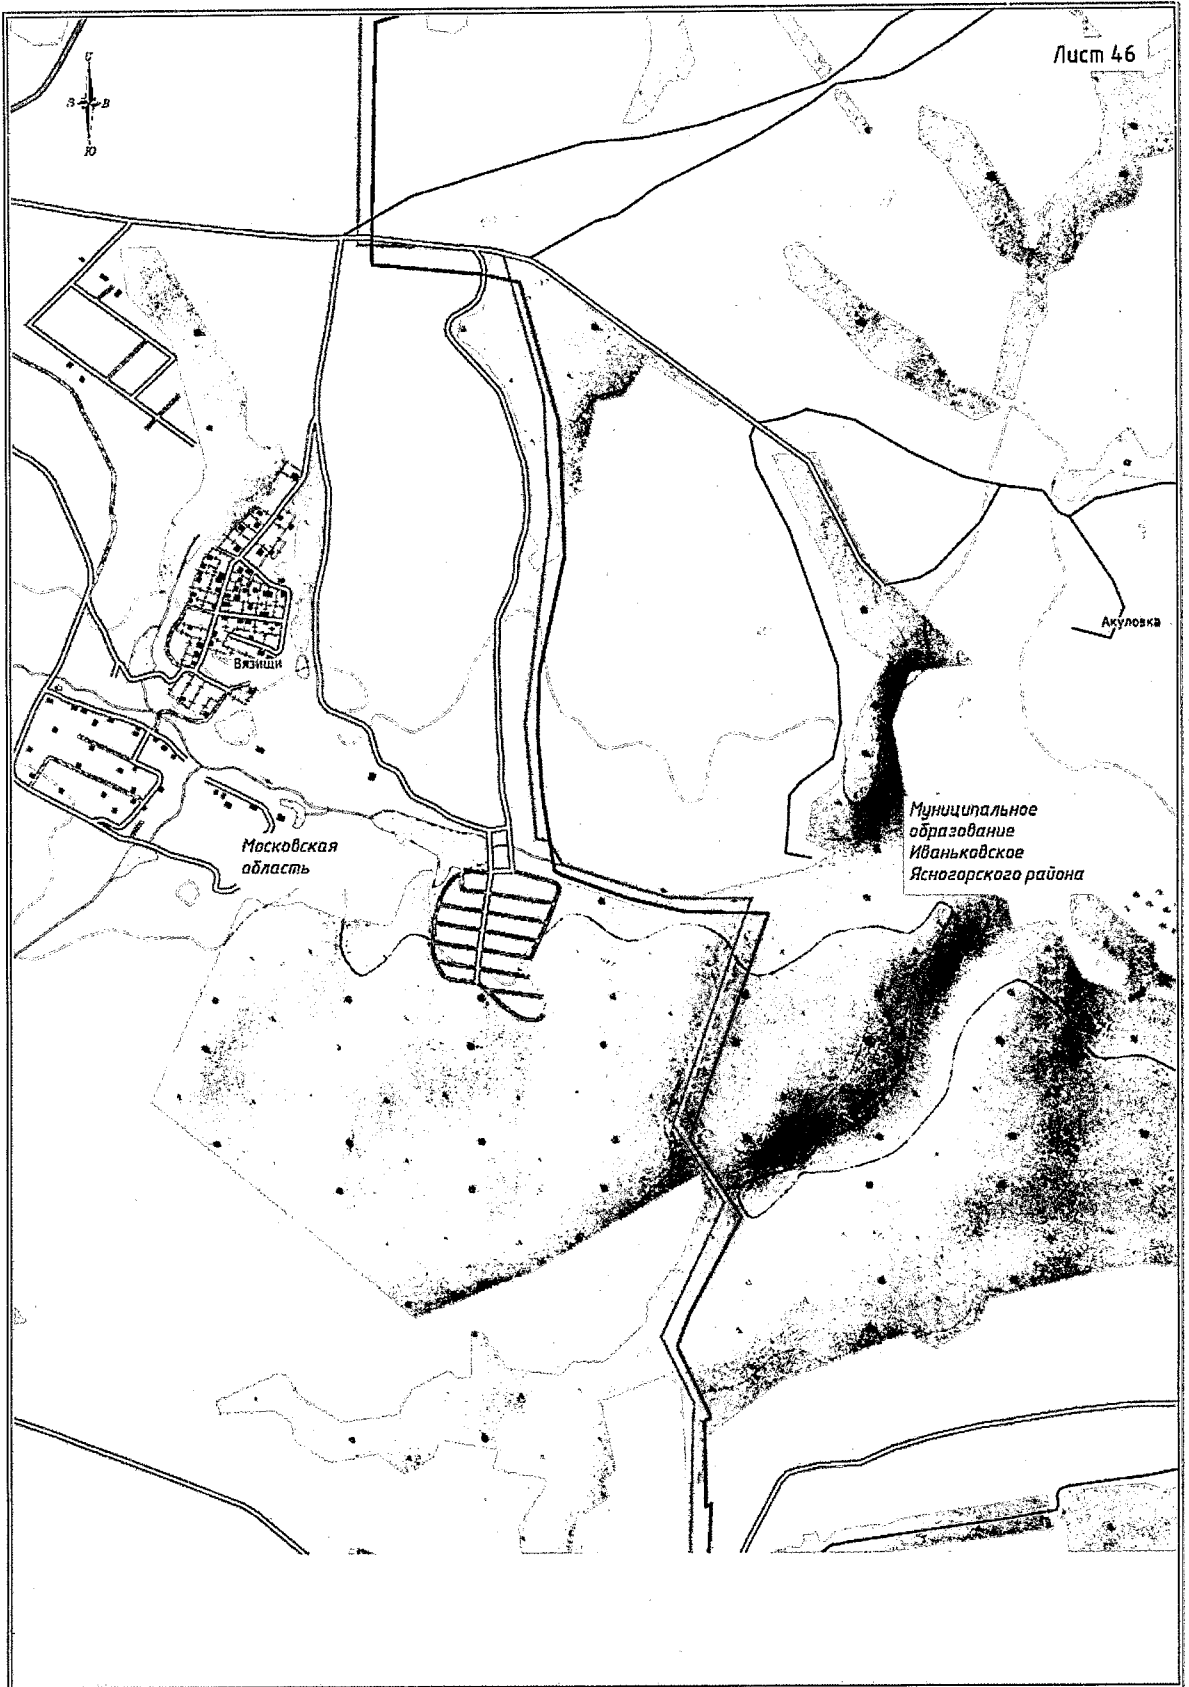 Лист 46
С
З В
Ю
Вязищи
Акуловка
Муниципальное
образование
Иваньковское
Ясногорского района
Московская
область